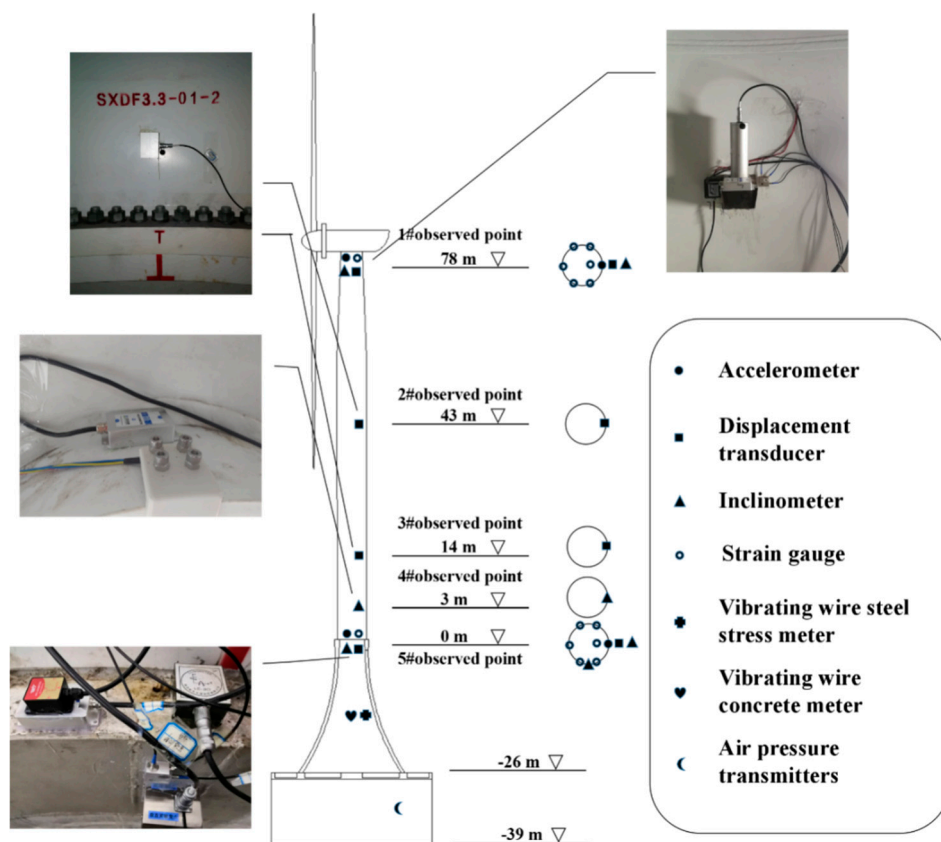 SXDF3.3-01-2
T
1#observed point
78 m
2#observed point
43 m
3#observed point
14 m
4#observed point
3 m
0 m
5#observed point
-26 m
-39 m
Accelerometer
Displacement
transducer
Inclinometer
Strain gauge
Vibrating wire steel
stress meter
Vibrating wire
concrete meter
Air pressure
transmitters